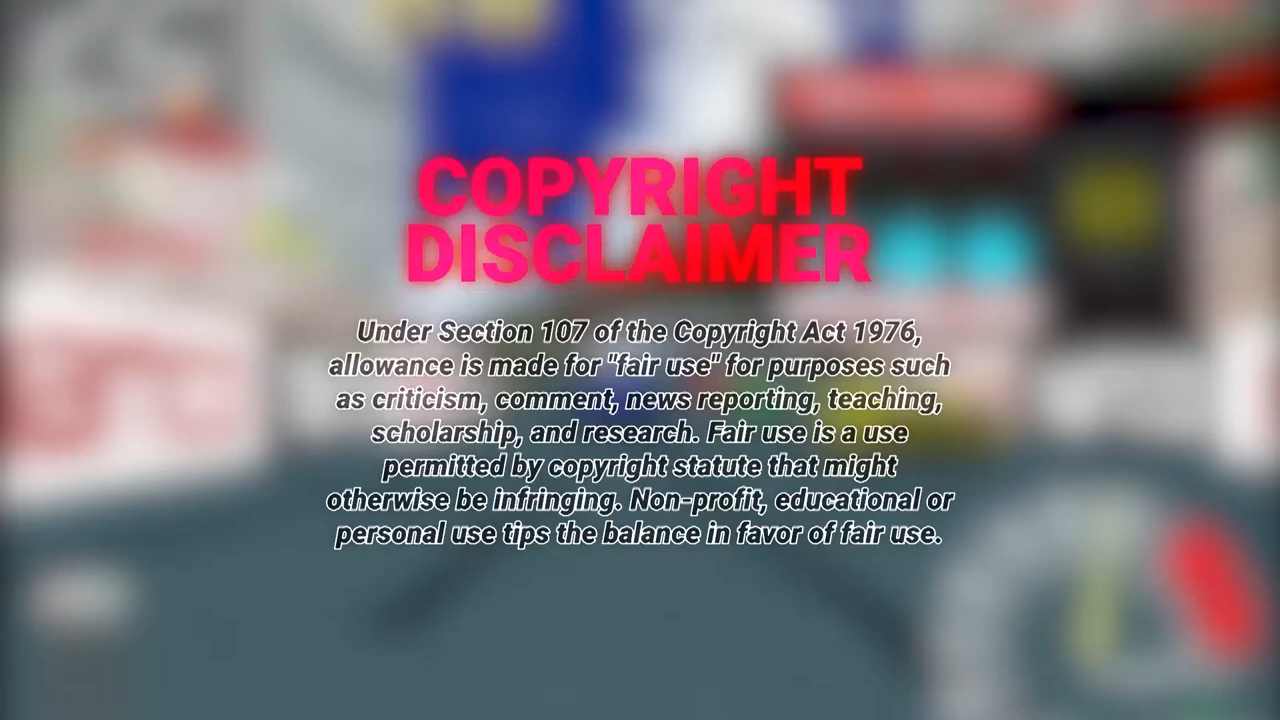 COPYRIGHT
DISCLAIMER
Under Section 107 of the Copyright Act 1976,
allowance is made for "fair use" for purposes such
as criticism, comment, news reporting, teaching,
scholarship, and research. Fair use is a use
permitted by copyright statute that might
otherwise be infringing. Non-profit, educational or
personal use tips the balance in favor of fair use.